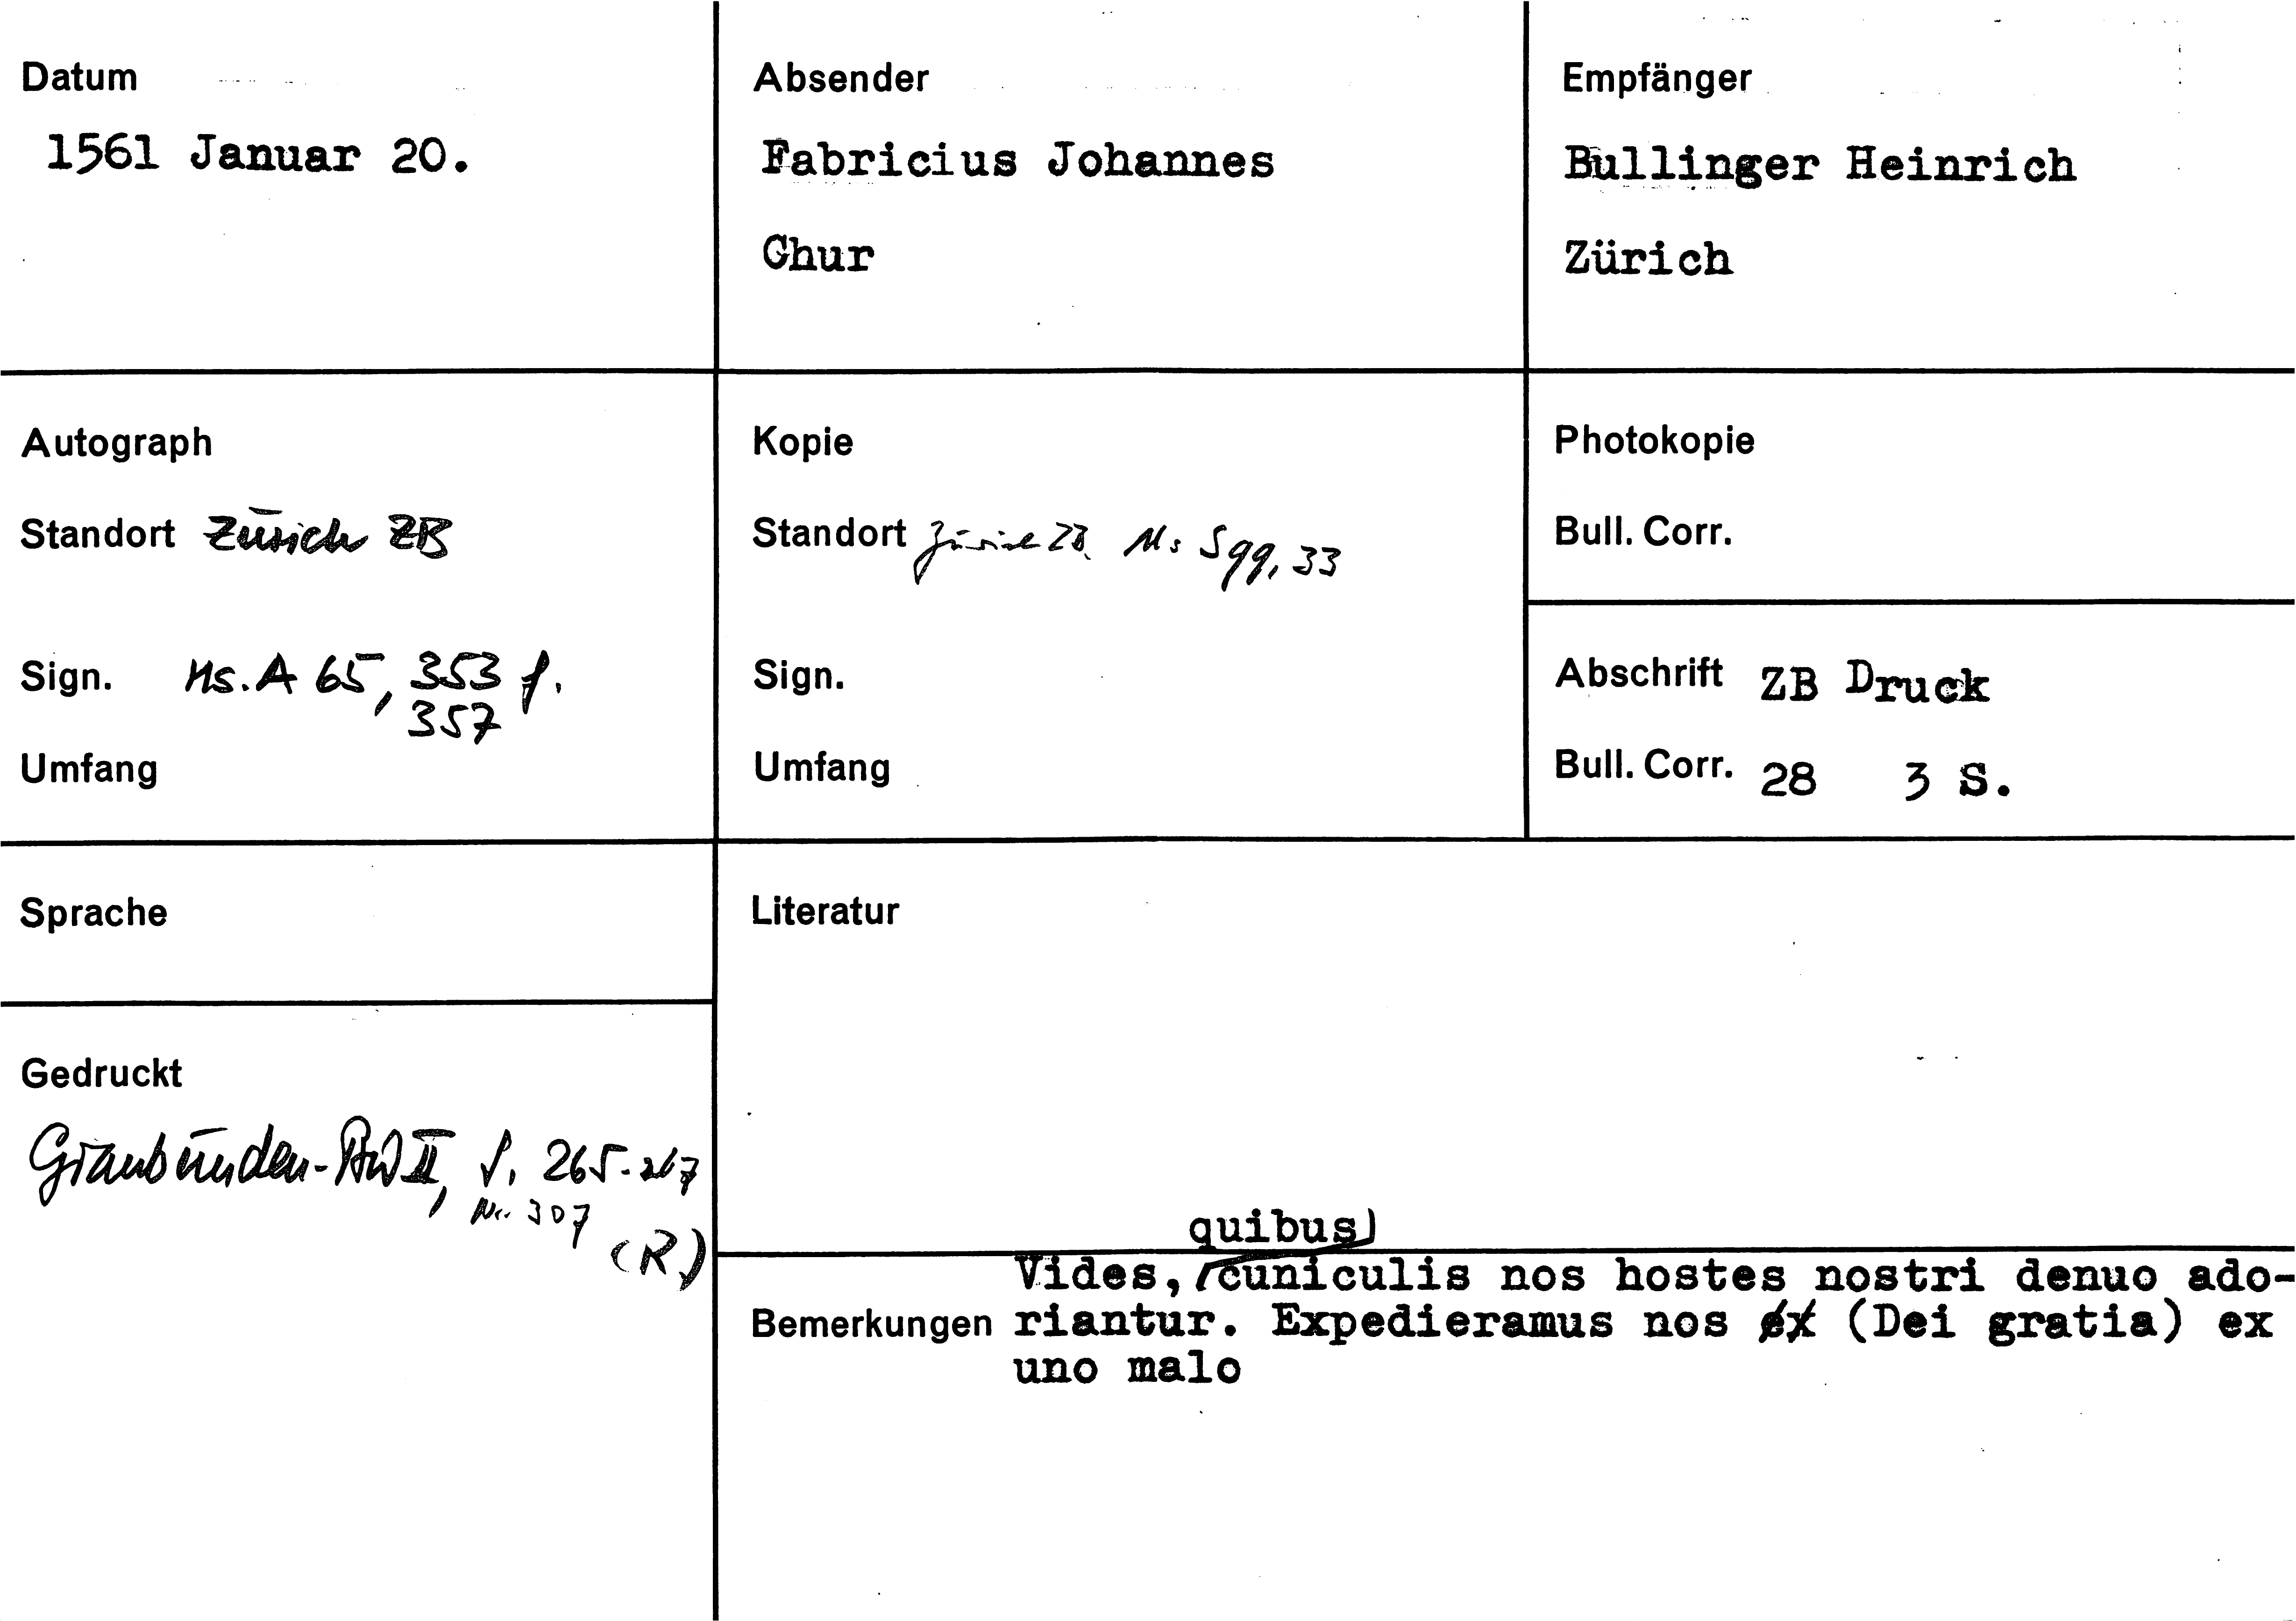 Datum
1561 Januar 20.
Absender
Fabricius Johannes
Chur
Empfänger
Bullinger Heinrich
Zürich
Autograph
Standort Zürich ZB
Sign. Ms. A 65, 353 f.
357
Umfang
Kopie
Standort Zürich ZB Ms S 99, 33
Sign.
Umfang
Photokopie
Bull. Corr.
Abschrift ZB Druck
Bull. Corr. 28 3 S.
Sprache
Literatur
Gedruckt
Graubünden-BW II, S. 265-267
Nr. 307
(R)
quibus
Vides, cuniculis nos hostes nostri denuo ado-
Bemerkungen riantur. Expedieramus nos ex (Dei gratia) ex
uno malo